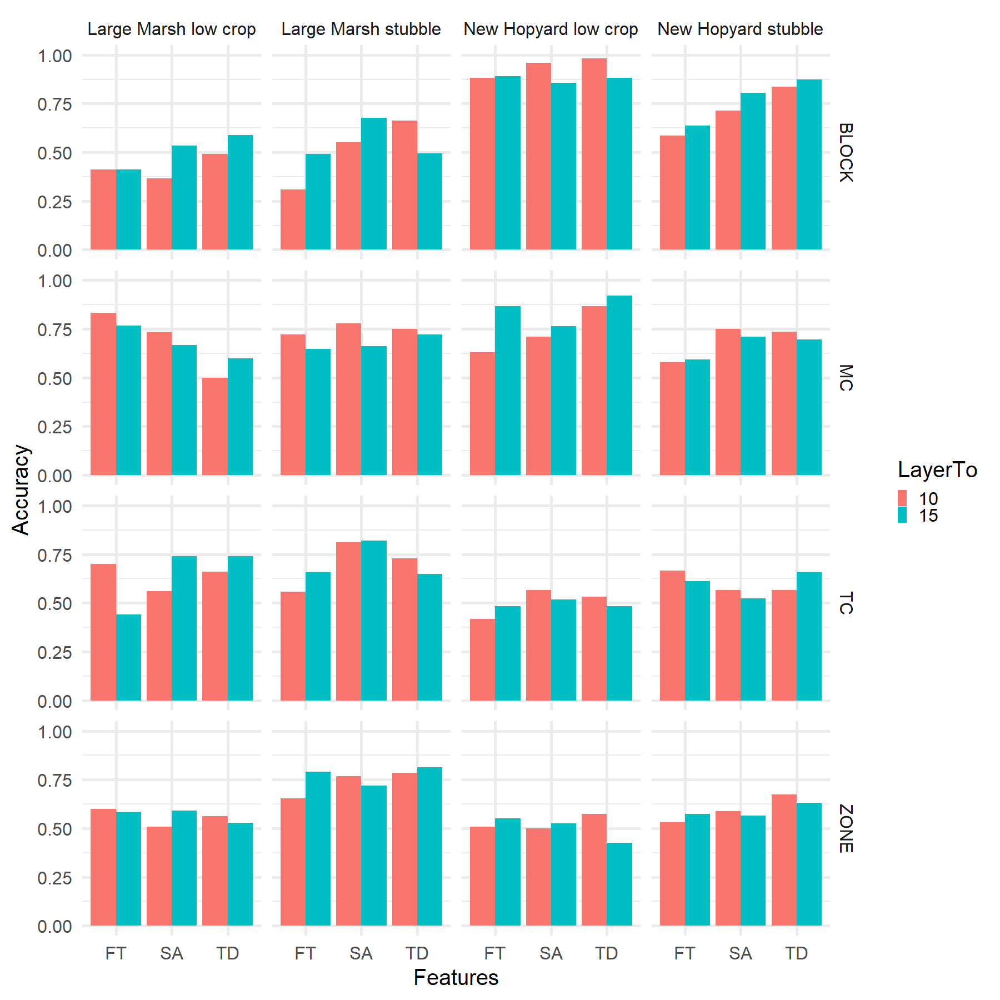 Large Marsh low crop
Large Marsh stubble
New Hopyard low crop
New Hopyard stubble
1.00
0.75
0.50
0.25
0.00
BLOCK
1.00
0.75
0.50
0.25
0.00
MC
1.00
0.75
0.50
0.25
0.00
TC
1.00
0.75
0.50
0.25
0.00
ZONE
Accuracy
FT SA TD
FT SA TD
FT SA TD
FT SA TD
Features
LayerTo
10
15